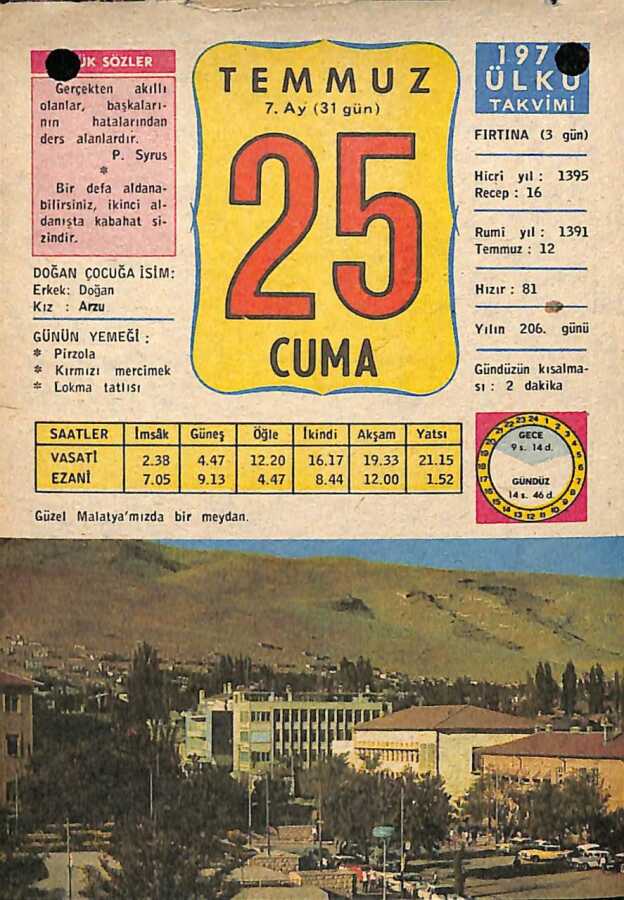 ÜK SÖZLER
Gerçekten akıllı
olanlar, başkaları-
nın hatalarından
ders alanlardır.
P. Syrus
*
Bir defa aldana-
bilirsiniz, ikinci al-
danışta kabahat si-
zindir.
DOĞAN ÇOCUĞA İSİM:
Erkek: Doğan
Kız : Arzu
GÜNÜN YEMEĞİ :
* Pirzola
* Kırmızı mercimek
* Lokma tatlısı
TEMMUZ
7. Ay (31 gün)
25
CUMA
197
ÜLKÜ
TAKVİMİ
FIRTINA (3 gün)
Hicri yıl : 1395
Recep : 16
Rumi yıl : 1391
Temmuz : 12
Hızır : 81
Yılın 206. günü
Gündüzün kısalma-
sı : 2 dakika
SAATLER İmsâk Güneş Öğle İkindi Akşam Yatsı
VASATİ 2.38 4.47 12.20 16.17 19.33 21.15
EZANİ 7.05 9.13 4.47 8.44 12.00 1.52
GECE
9 s. 14 d.
GÜNDÜZ
14 s. 46 d.
Güzel Malatya'mızda bir meydan.